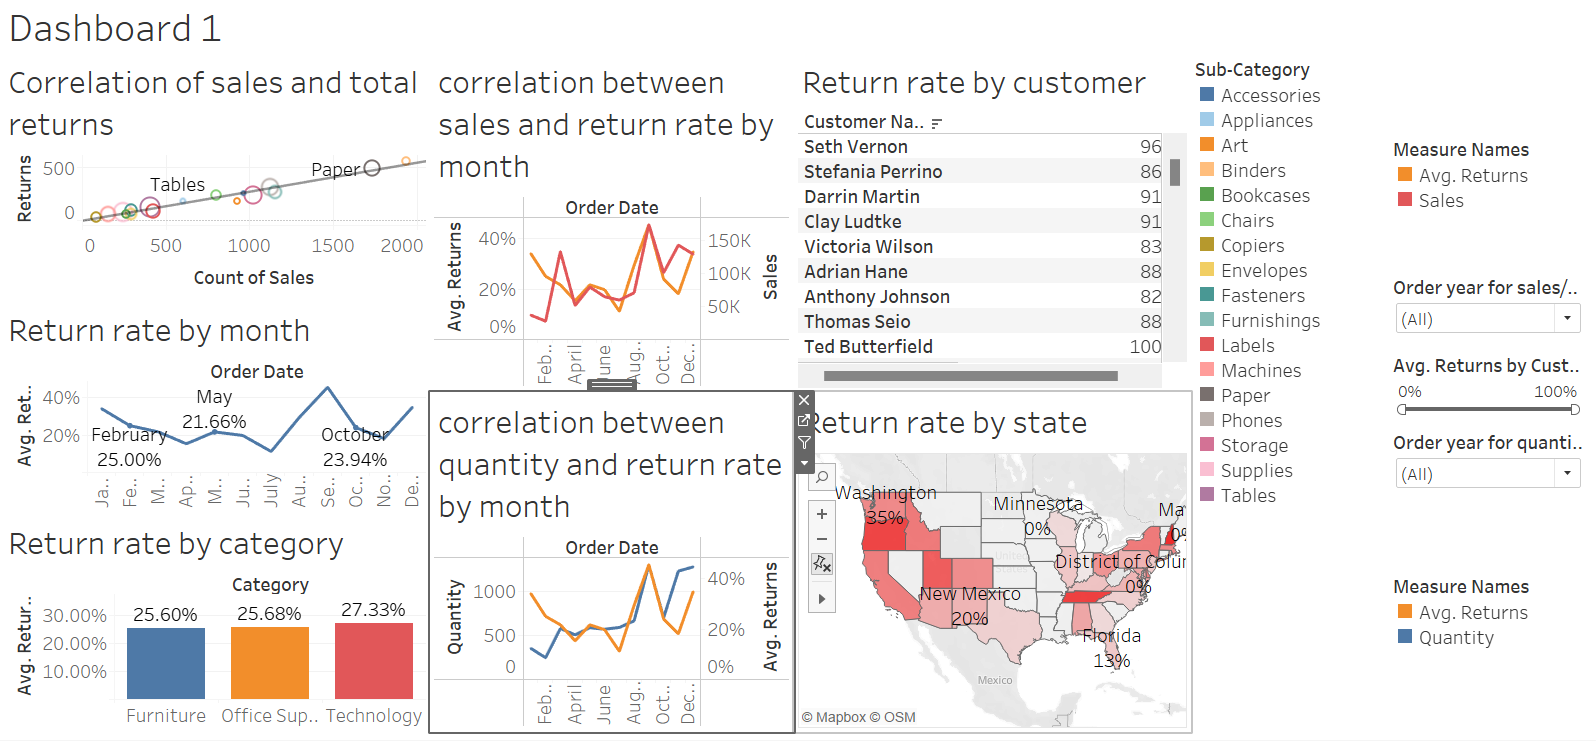 Dashboard 1
Correlation of sales and total
returns
Returns
500
0
Tables
Paper
0
500
1000
1500
2000
Count of Sales
Return rate by month
Order Date
Avg. Ret..
40%
20%
May
21.66%
February
25.00%
October
23.94%
Ja..
Fe..
M..
Ap..
M..
Ju..
July
Au..
Se..
Oc..
No..
De..
Return rate by category
Category
Avg. Retur..
30.00%
20.00%
10.00%
25.60%
25.68%
27.33%
Furniture
Office Sup..
Technology
correlation between
sales and return rate by
month
Order Date
Avg. Returns
40%
20%
0%
150K
100K
50K
Sales
Feb..
April
June
Aug..
Oct..
Dec..
correlation between
quantity and return rate
by month
Order Date
Quantity
1000
500
0
40%
20%
0%
Avg. Returns
Feb..
April
June
Aug..
Oct..
Dec..
Return rate by customer
Customer Na..
Seth Vernon 96
Stefania Perrino 86
Darrin Martin 91
Clay Ludtke 91
Victoria Wilson 83
Adrian Hane 88
Anthony Johnson 82
Thomas Seio 88
Ted Butterfield 100
Return rate by state
Washington
35%
Minnesota
0%
Ma
0%
District of Colu
0%
New Mexico
20%
Florida
13%
United
Mexico
© Mapbox © OSM
Sub-Category
Accessories
Appliances
Art
Binders
Bookcases
Chairs
Copiers
Envelopes
Fasteners
Furnishings
Labels
Machines
Paper
Phones
Storage
Supplies
Tables
Measure Names
Avg. Returns
Sales
Order year for sales/..
(All)
Avg. Returns by Cust..
0% 100%
Order year for quanti..
(All)
Measure Names
Avg. Returns
Quantity